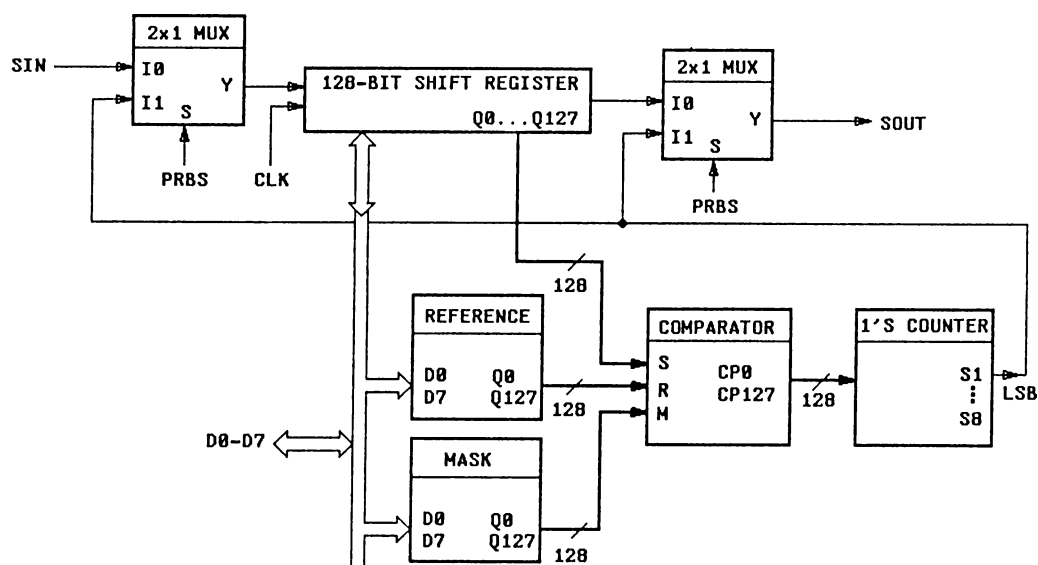 2x1 MUX
SIN
I0
I1
Y
S
PRBS
128-BIT SHIFT REGISTER
Q0...Q127
CLK
2x1 MUX
I0
I1
Y
S
SOUT
PRBS
128
REFERENCE
D0 Q0
D7 Q127
128
COMPARATOR
S
R
M
CP0
CP127
128
1'S COUNTER
S1
S8
LSB
D0-D7
MASK
D0 Q0
D7 Q127
128